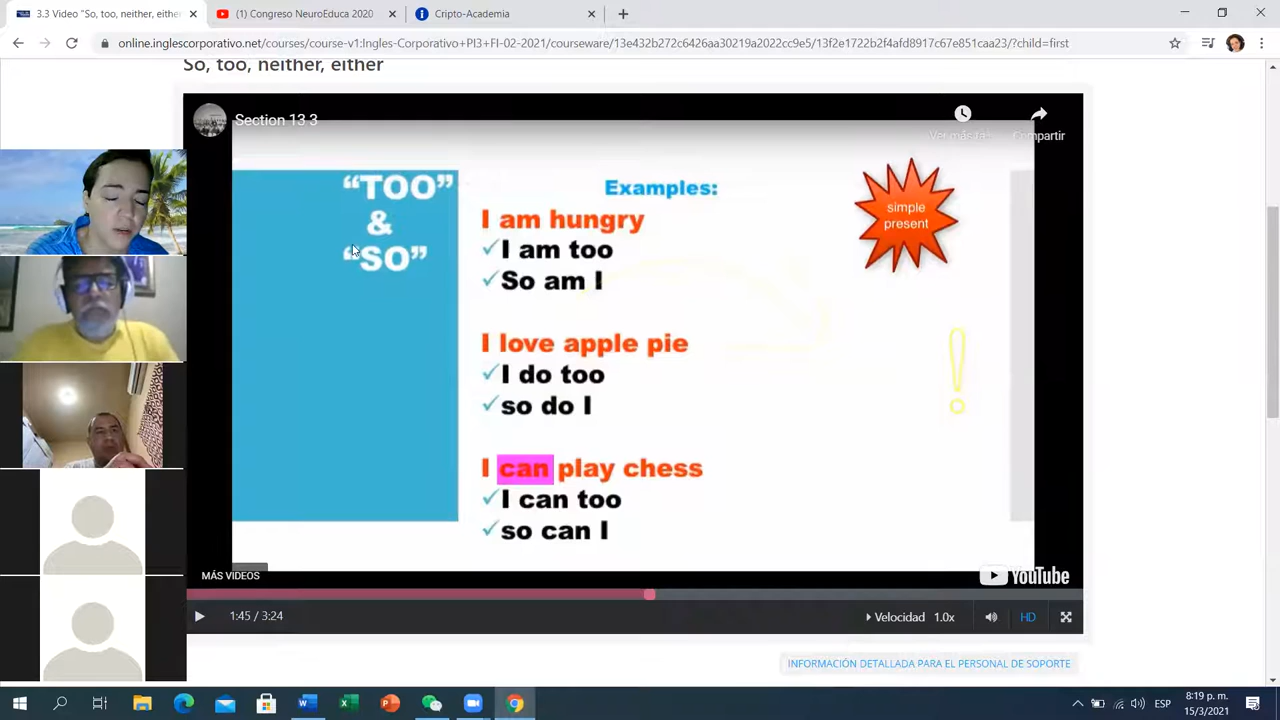 3.3 Video "So, too, neither, either
(1) Congreso NeuroEduca 2020
Cripto-Academia
online.inglescorporativo.net/courses/course-v1:Ingles-Corporativo+PI3+FI-02-2021/courseware/13e432b272c6426aa30219a2022cc9e5/13f2e1722b2f4afd8917c67e851caa23/?child=first
So, too, neither, either
Section 13 3
Ver más ta
Compartir
"TOO"
&
"SO"
Examples:
I am hungry
I am too
So am I
I love apple pie
I do too
so do I
I can play chess
I can too
so can I
simple
present
!
MÁS VIDEOS
YouTube
1:45 / 3:24
Velocidad 1.0x
HD
INFORMACIÓN DETALLADA PARA EL PERSONAL DE SOPORTE
ESP
8:19 p. m.
15/3/2021